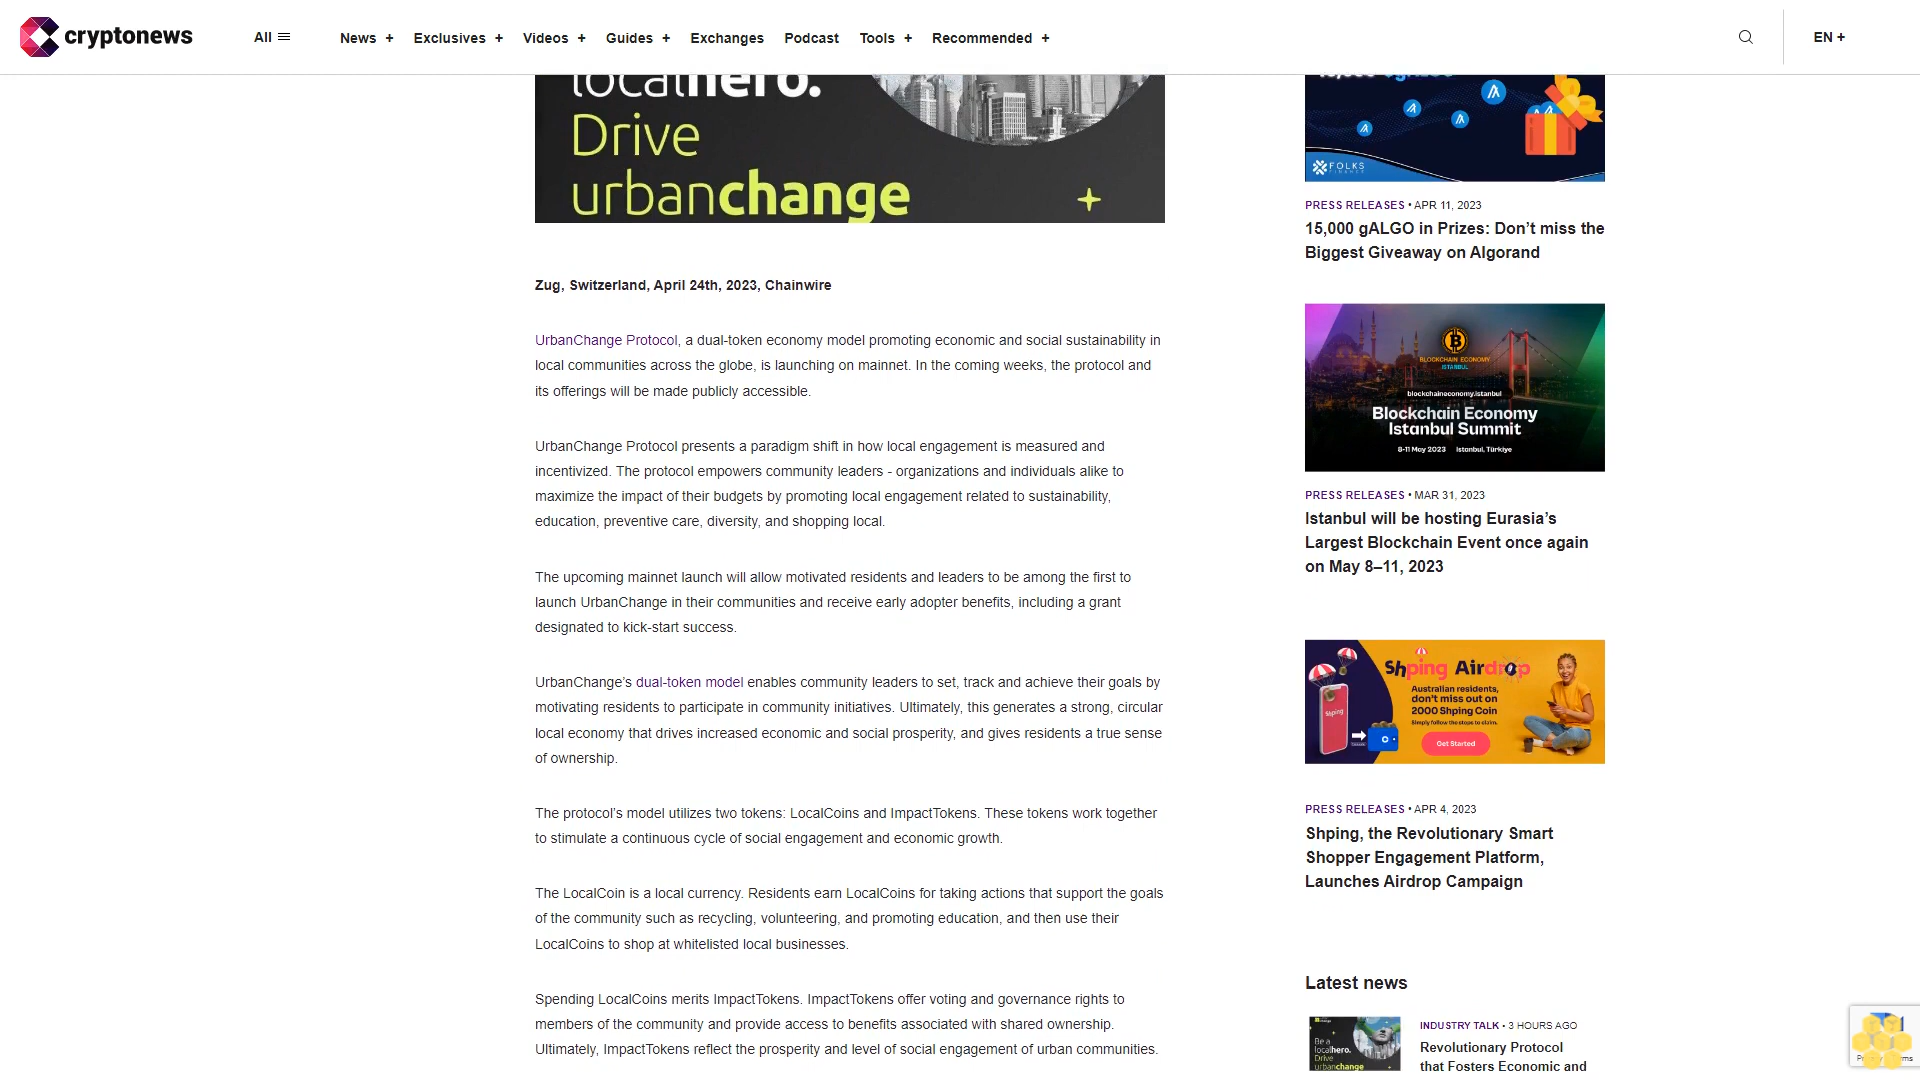 cryptonews
All
News +
Exclusives +
Videos +
Guides +
Exchanges
Podcast
Tools +
Recommended +
EN +
localhero.
Drive
urbanchange
Zug, Switzerland, April 24th, 2023, Chainwire
UrbanChange Protocol, a dual-token economy model promoting economic and social sustainability in
local communities across the globe, is launching on mainnet. In the coming weeks, the protocol and
its offerings will be made publicly accessible.
UrbanChange Protocol presents a paradigm shift in how local engagement is measured and
incentivized. The protocol empowers community leaders - organizations and individuals alike to
maximize the impact of their budgets by promoting local engagement related to sustainability,
education, preventive care, diversity, and shopping local.
The upcoming mainnet launch will allow motivated residents and leaders to be among the first to
launch UrbanChange in their communities and receive early adopter benefits, including a grant
designated to kick-start success.
UrbanChange’s dual-token model enables community leaders to set, track and achieve their goals by
motivating residents to participate in community initiatives. Ultimately, this generates a strong, circular
local economy that drives increased economic and social prosperity, and gives residents a true sense
of ownership.
The protocol’s model utilizes two tokens: LocalCoins and ImpactTokens. These tokens work together
to stimulate a continuous cycle of social engagement and economic growth.
The LocalCoin is a local currency. Residents earn LocalCoins for taking actions that support the goals
of the community such as recycling, volunteering, and promoting education, and then use their
LocalCoins to shop at whitelisted local businesses.
Spending LocalCoins merits ImpactTokens. ImpactTokens offer voting and governance rights to
members of the community and provide access to benefits associated with shared ownership.
Ultimately, ImpactTokens reflect the prosperity and level of social engagement of urban communities.
FOLKS
FINANCE
PRESS RELEASES • APR 11, 2023
15,000 gALGO in Prizes: Don’t miss the
Biggest Giveaway on Algorand
BLOCKCHAIN ECONOMY
ISTANBUL
blockchaineconomy.istanbul
Blockchain Economy
Istanbul Summit
8-11 May 2023 Istanbul, Türkiye
PRESS RELEASES • MAR 31, 2023
Istanbul will be hosting Eurasia’s
Largest Blockchain Event once again
on May 8–11, 2023
Shping Airdrop
Australian residents,
don't miss out on
2000 Shping Coin
Simply follow the steps to claim.
Get Started
Shping
PRESS RELEASES • APR 4, 2023
Shping, the Revolutionary Smart
Shopper Engagement Platform,
Launches Airdrop Campaign
Latest news
Be a
localhero.
Drive
urbanchange
INDUSTRY TALK • 3 HOURS AGO
Revolutionary Protocol
that Fosters Economic and